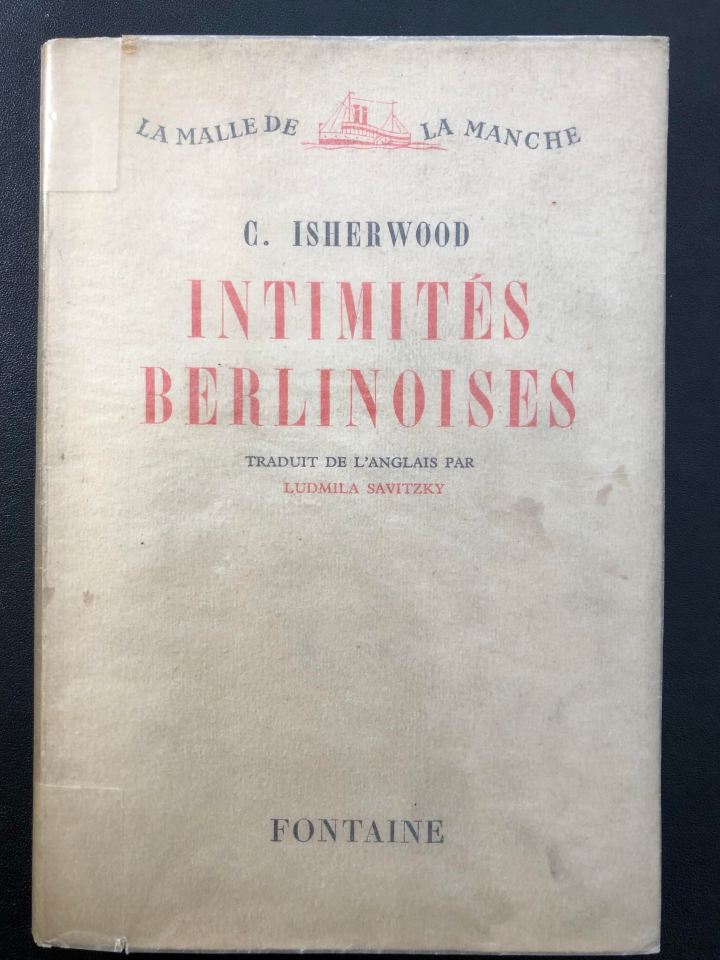 LA MALLE DE LA MANCHE
C. ISHERWOOD
INTIMITÉS
BERLINOISES
TRADUIT DE L'ANGLAIS PAR
LUDMILA SAVITZKY
FONTAINE